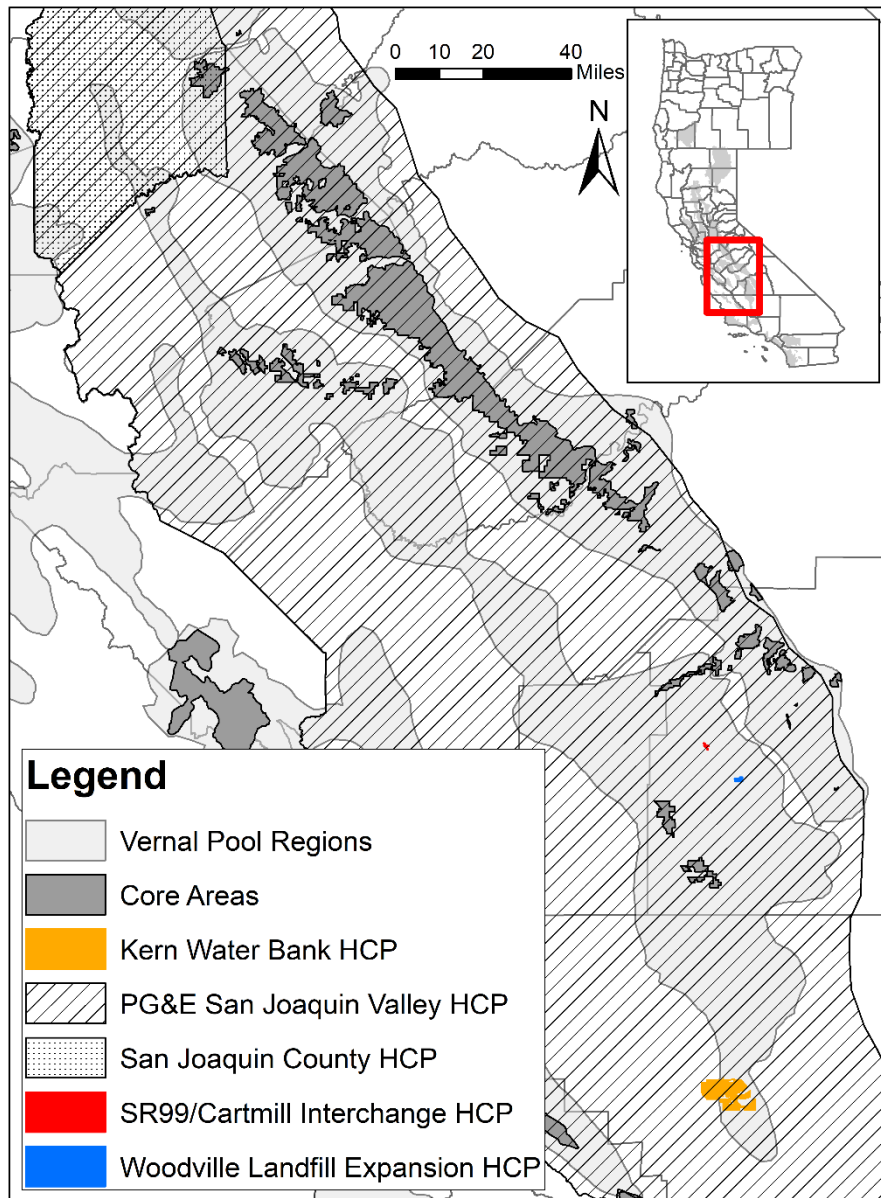 0 10 20 40
Miles
N
Legend
Vernal Pool Regions
Core Areas
Kern Water Bank HCP
PG&E San Joaquin Valley HCP
San Joaquin County HCP
SR99/Cartmill Interchange HCP
Woodville Landfill Expansion HCP